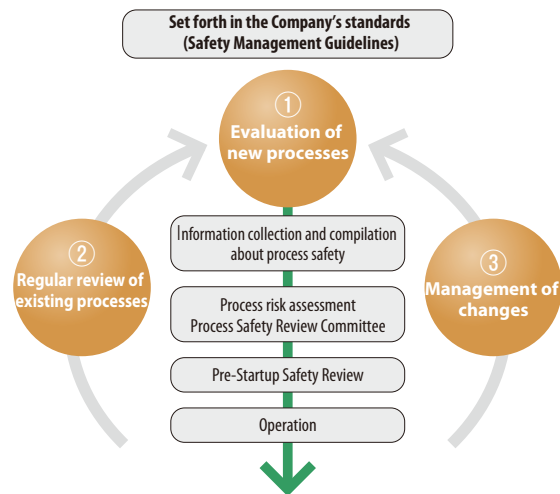 Set forth in the Company's standards
(Safety Management Guidelines)
①
Evaluation of
new processes
Information collection and compilation
about process safety
②
Regular review of
existing processes
③
Management of
changes
Process risk assessment
Process Safety Review Committee
Pre-Startup Safety Review
Operation